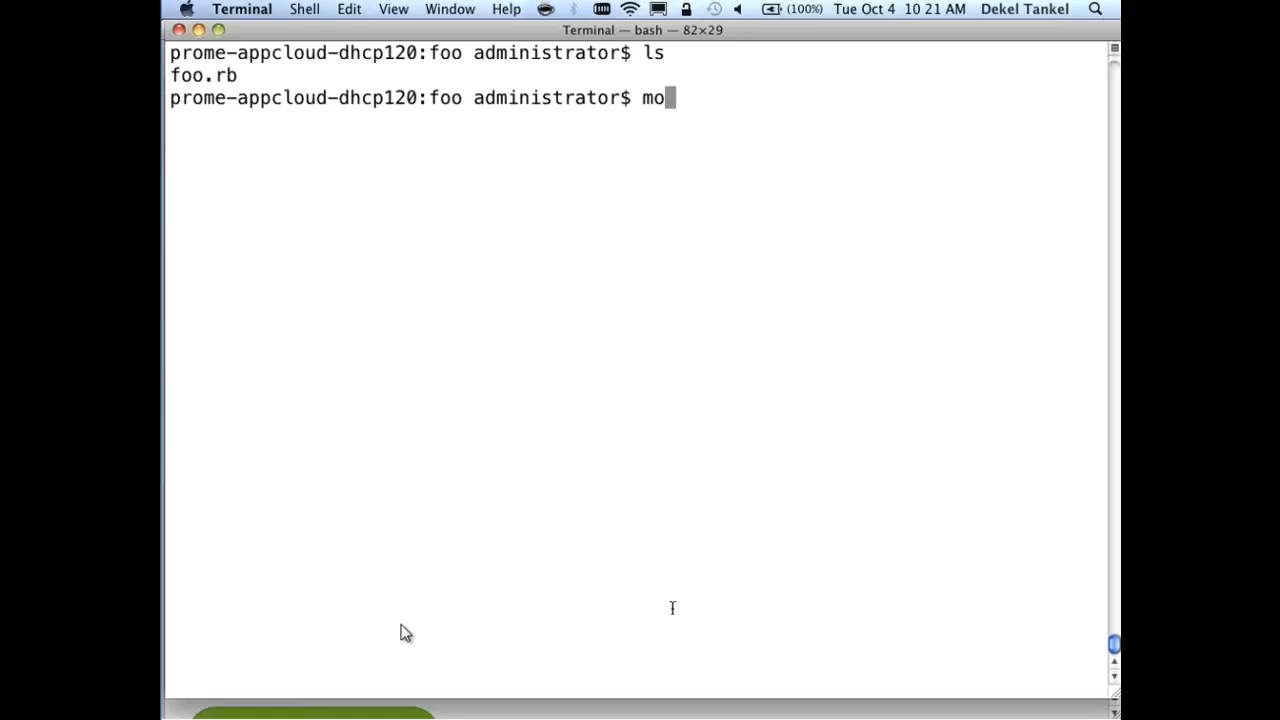 Terminal Shell Edit View Window Help (100%) Tue Oct 4 10 21 AM Dekel Tankel
Terminal — bash — 82×29
prome-appcloud-dhcp120:foo administrator$ ls
foo.rb
prome-appcloud-dhcp120:foo administrator$ mo